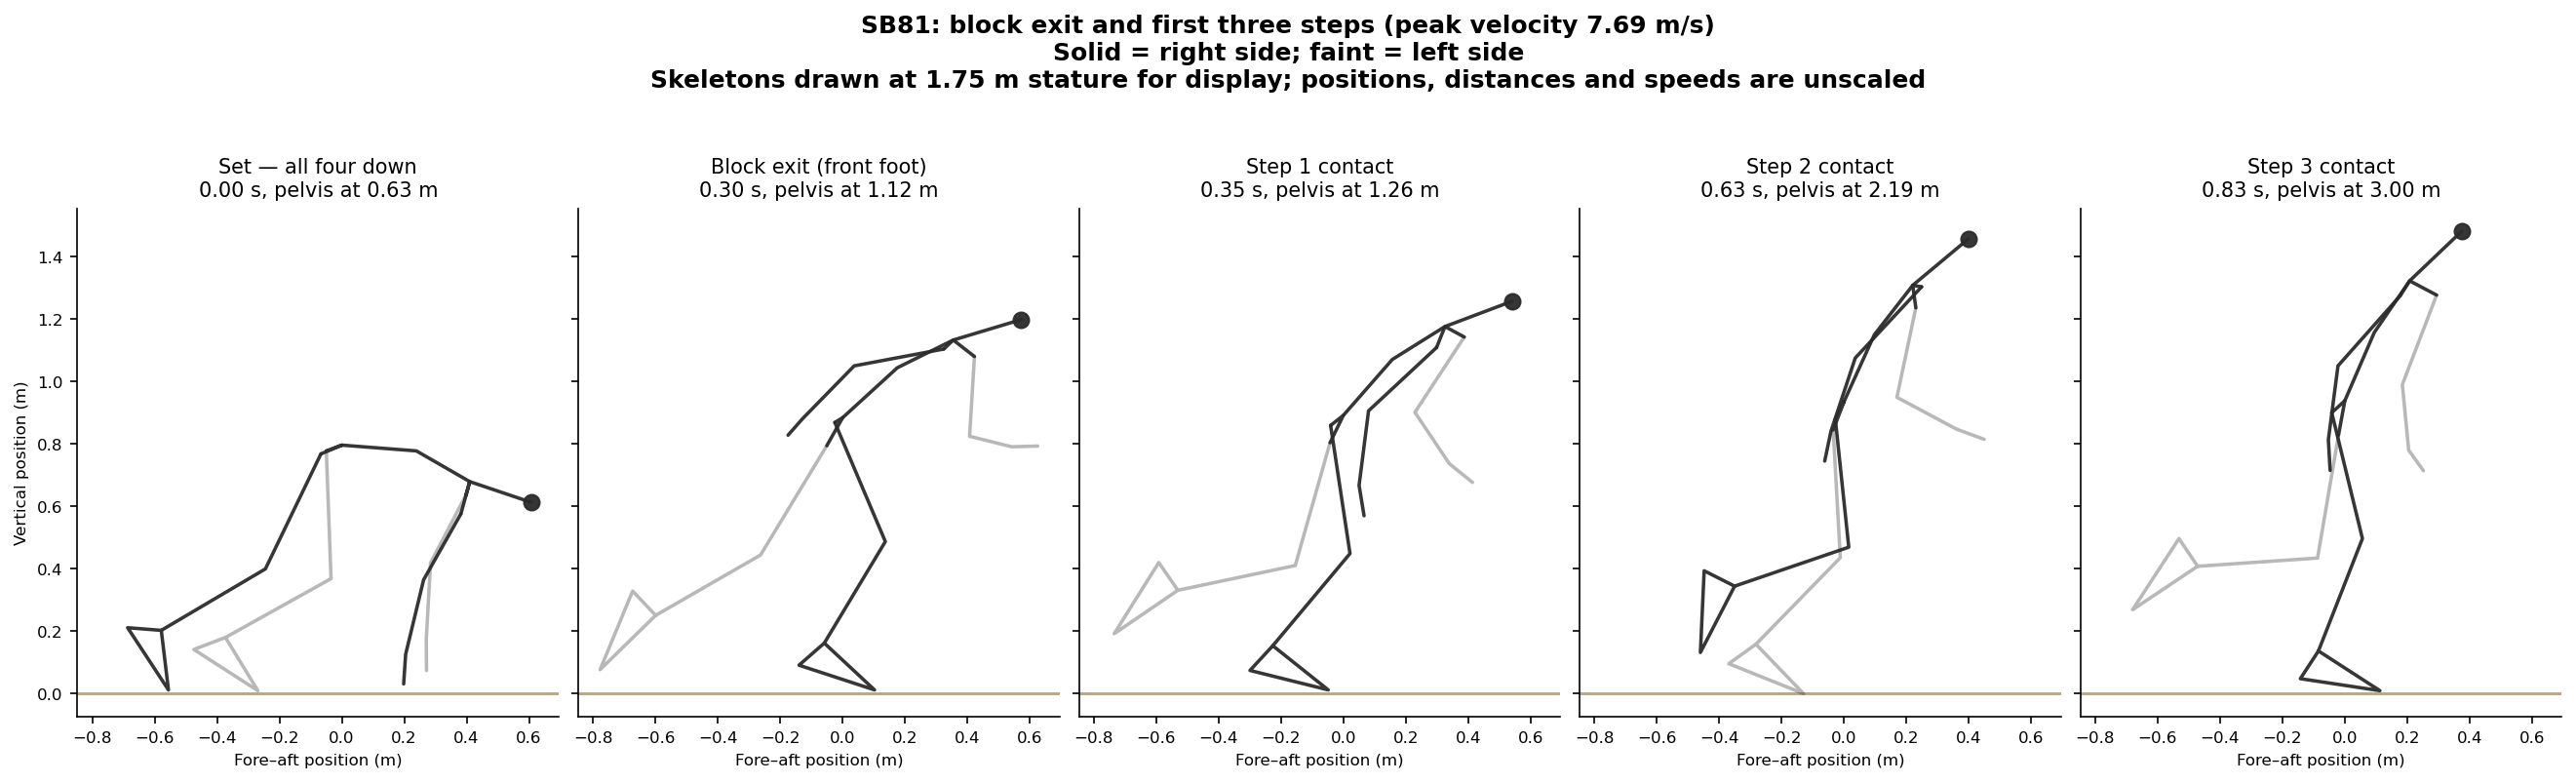 SB81: block exit and first three steps (peak velocity 7.69 m/s)
Solid = right side; faint = left side
Skeletons drawn at 1.75 m stature for display; positions, distances and speeds are unscaled
Set — all four down
0.00 s, pelvis at 0.63 m
Block exit (front foot)
0.30 s, pelvis at 1.12 m
Step 1 contact
0.35 s, pelvis at 1.26 m
Step 2 contact
0.63 s, pelvis at 2.19 m
Step 3 contact
0.83 s, pelvis at 3.00 m
Vertical position (m)
1.4
1.2
1.0
0.8
0.6
0.4
0.2
0.0
−0.8 −0.6 −0.4 −0.2 0.0 0.2 0.4 0.6
Fore–aft position (m)
−0.8 −0.6 −0.4 −0.2 0.0 0.2 0.4 0.6
Fore–aft position (m)
−0.8 −0.6 −0.4 −0.2 0.0 0.2 0.4 0.6
Fore–aft position (m)
−0.8 −0.6 −0.4 −0.2 0.0 0.2 0.4 0.6
Fore–aft position (m)
−0.8 −0.6 −0.4 −0.2 0.0 0.2 0.4 0.6
Fore–aft position (m)